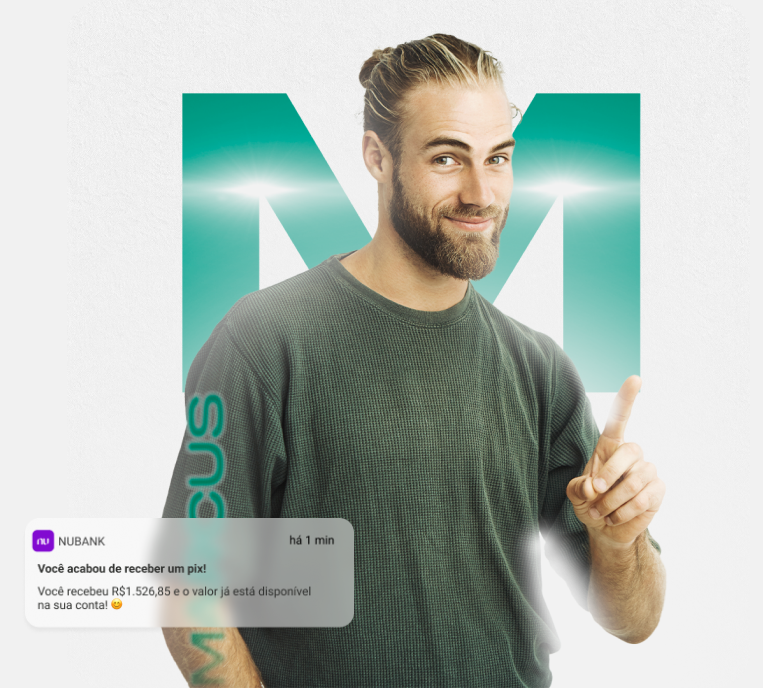 M
MARCUS
nu NUBANK há 1 min
Você acabou de receber um pix!
Você recebeu R$1.526,85 e o valor já está disponível
na sua conta! 😊